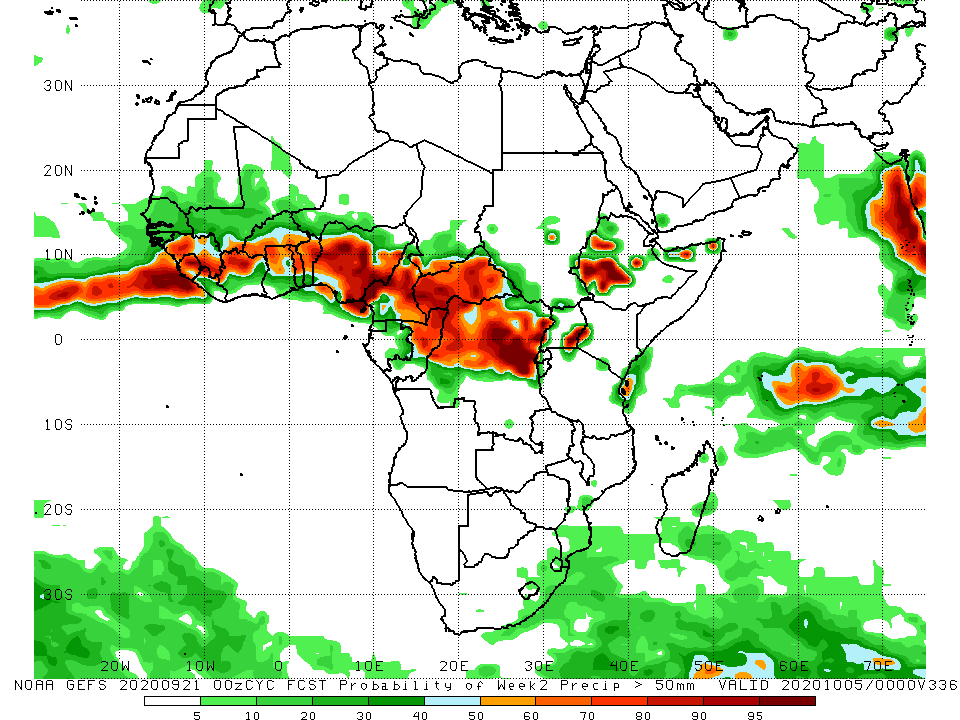 30N
20N
10N
0
10S
20S
30S
20W 10W 0 10E 20E 30E 40E 50E 60E 70E
NOAA GEFS 20200921 00zCYC FCST Probability of Week2 Precip > 50mm VALID 20201005/0000V336
5 10 20 30 40 50 60 70 80 90 95